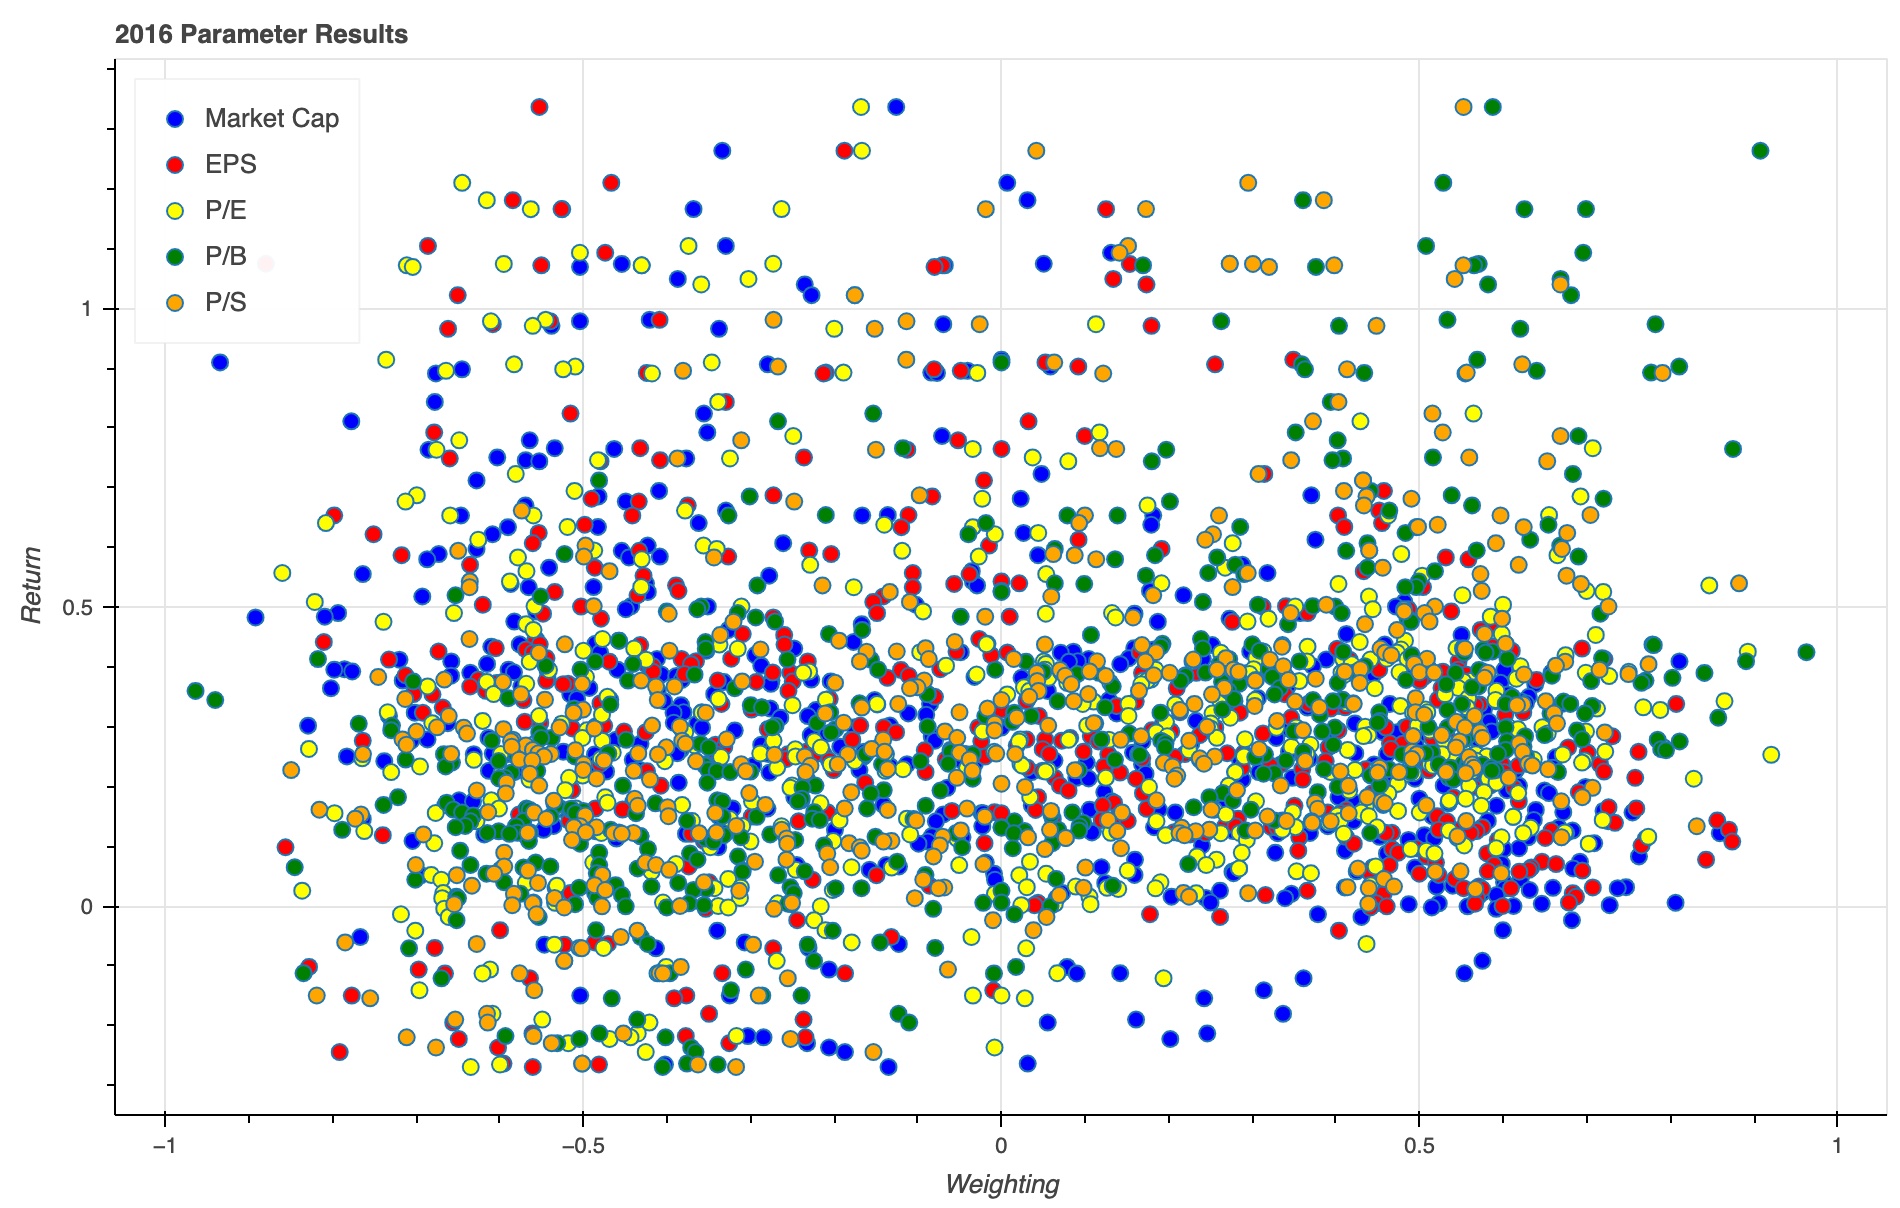 2016 Parameter Results
Market Cap
EPS
P/E
P/B
P/S
1
0.5
0
Return
−1
−0.5
0
0.5
1
Weighting